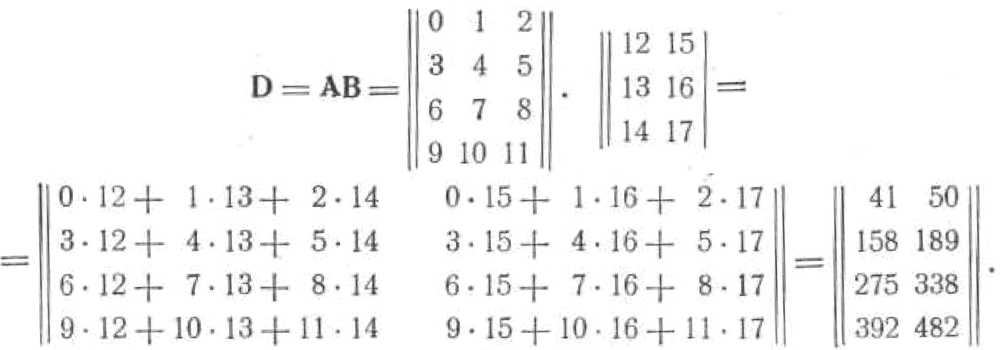 0 1 2
12 15
3 4 5
D = AB = · =
13 16
6 7 8
14 17
9 10 11
0 · 12 + 1 · 13 + 2 · 14 0 · 15 + 1 · 16 + 2 · 17 41 50
3 · 12 + 4 · 13 + 5 · 14 3 · 15 + 4 · 16 + 5 · 17 158 189
= =
6 · 12 + 7 · 13 + 8 · 14 6 · 15 + 7 · 16 + 8 · 17 275 338 .
9 · 12 + 10 · 13 + 11 · 14 9 · 15 + 10 · 16 + 11 · 17 392 482